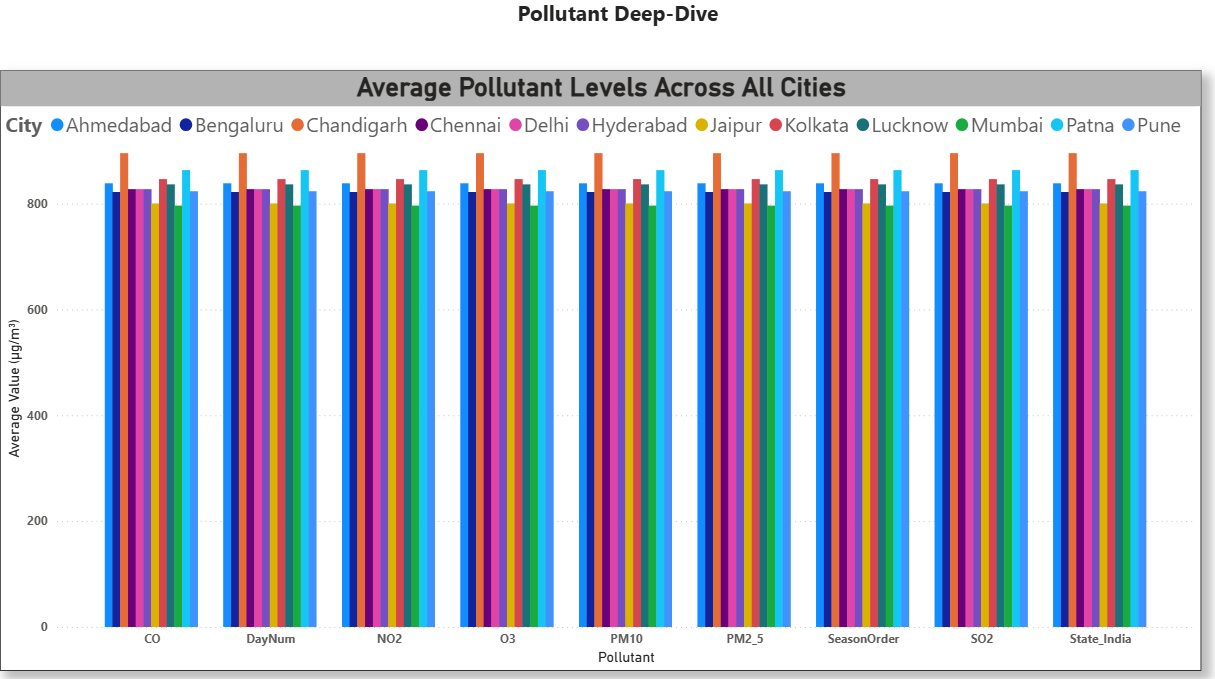 Pollutant Deep-Dive
Average Pollutant Levels Across All Cities
City Ahmedabad Bengaluru Chandigarh Chennai Delhi Hyderabad Jaipur Kolkata Lucknow Mumbai Patna Pune
Average Value (µg/m³)
800
600
400
200
0
CO DayNum NO2 O3 PM10 PM2_5 SeasonOrder SO2 State_India
Pollutant